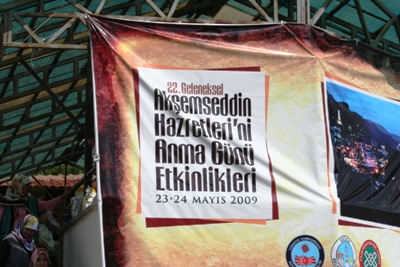 22. Geleneksel
Akşemseddin
Hazretleri'ni
Anma Günü
Etkinlikleri
23-24 MAYIS 2009